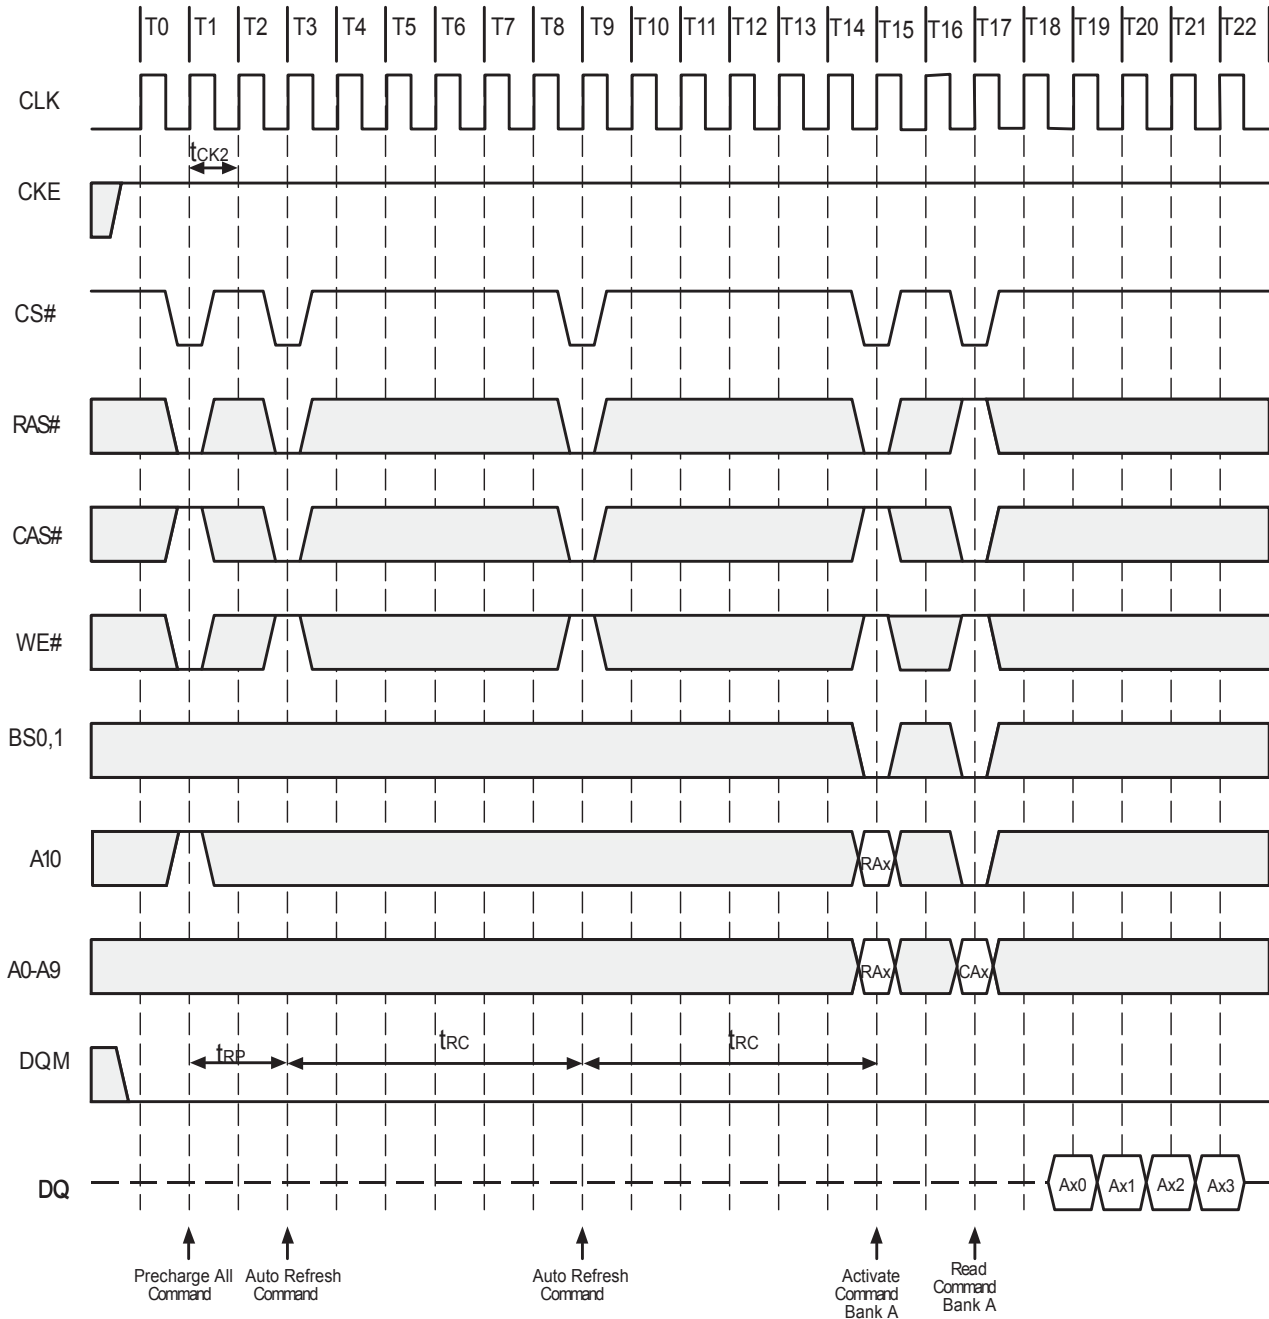 T0 T1 T2 T3 T4 T5 T6 T7 T8 T9 T10 T11 T12 T13 T14 T15 T16 T17 T18 T19 T20 T21 T22
CLK
tCK2
CKE
CS#
RAS#
CAS#
WE#
BS0,1
A10
RAx
A0-A9
RAx CAx
DQM
tRP tRC tRC
DQ
Ax0 Ax1 Ax2 Ax3
Precharge All
Command
Auto Refresh
Command
Auto Refresh
Command
Activate
Command
Bank A
Read
Command
Bank A